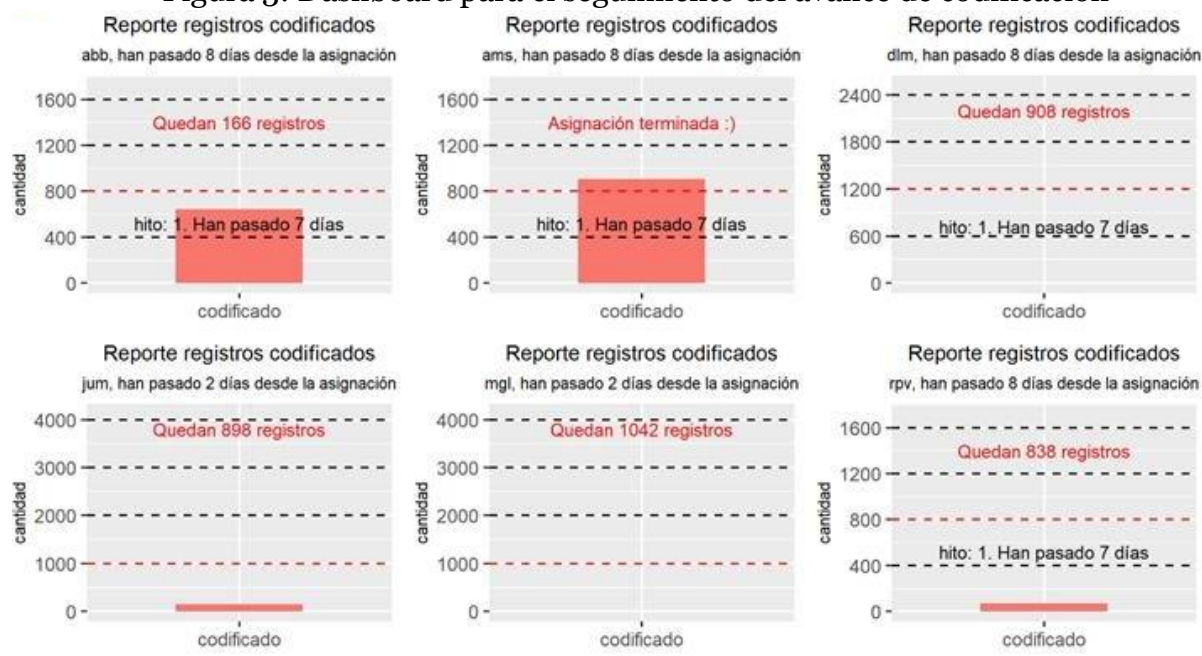 Figura 3. Dashboard para el seguimiento del avance de codificación
Reporte registros codificados
abb, han pasado 8 días desde la asignación
1600
Quedan 166 registros
1200
800
hito: 1. Han pasado 7 días
400
0
cantidad
codificado
Reporte registros codificados
ams, han pasado 8 días desde la asignación
1600
Asignación terminada :)
1200
800
hito: 1. Han pasado 7 días
400
0
cantidad
codificado
Reporte registros codificados
dlm, han pasado 8 días desde la asignación
2400
Quedan 908 registros
1800
1200
hito: 1. Han pasado 7 días
600
0
cantidad
codificado
Reporte registros codificados
jum, han pasado 2 días desde la asignación
4000
Quedan 898 registros
3000
2000
1000
0
cantidad
codificado
Reporte registros codificados
mgl, han pasado 2 días desde la asignación
4000
Quedan 1042 registros
3000
2000
1000
0
cantidad
codificado
Reporte registros codificados
rpv, han pasado 8 días desde la asignación
1600
Quedan 838 registros
1200
800
hito: 1. Han pasado 7 días
400
0
cantidad
codificado